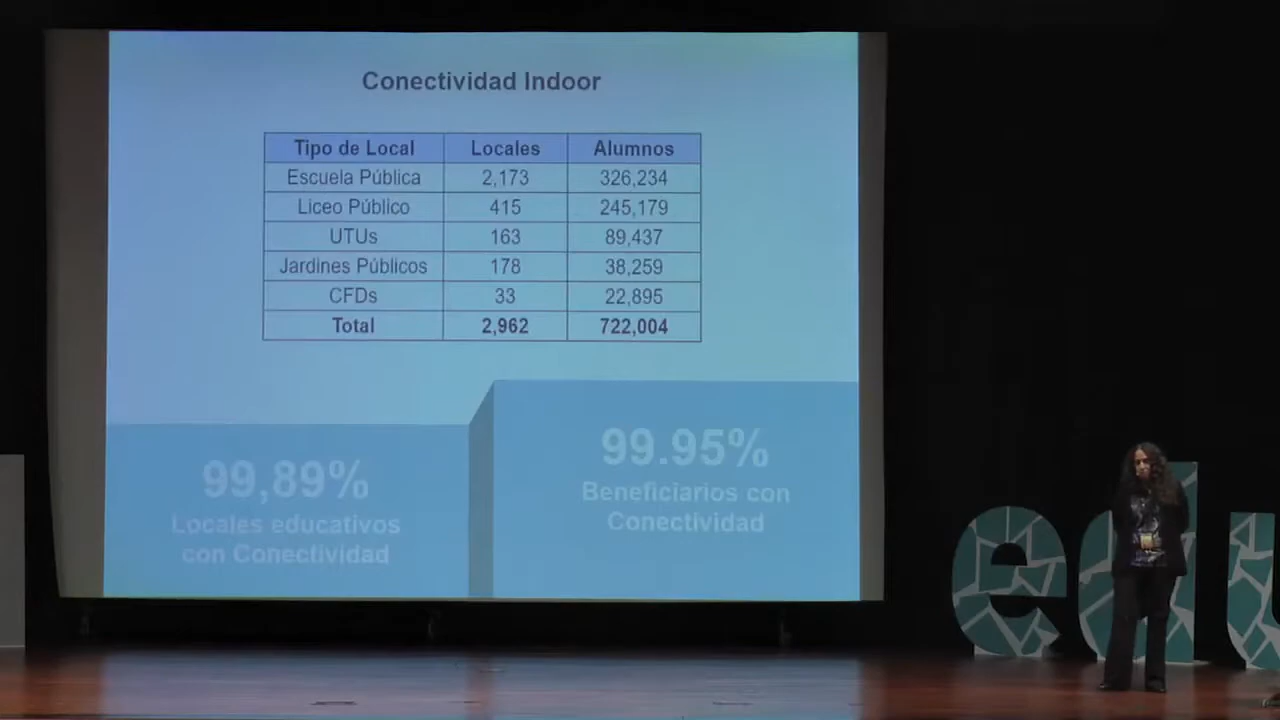 Conectividad Indoor
Tipo de Local Locales Alumnos
Escuela Pública 2,173 326,234
Liceo Público 415 245,179
UTUs 163 89,437
Jardines Públicos 178 38,259
CFDs 33 22,895
Total 2,962 722,004
99,89%
Locales educativos
con Conectividad
99.95%
Beneficiarios con
Conectividad
edu